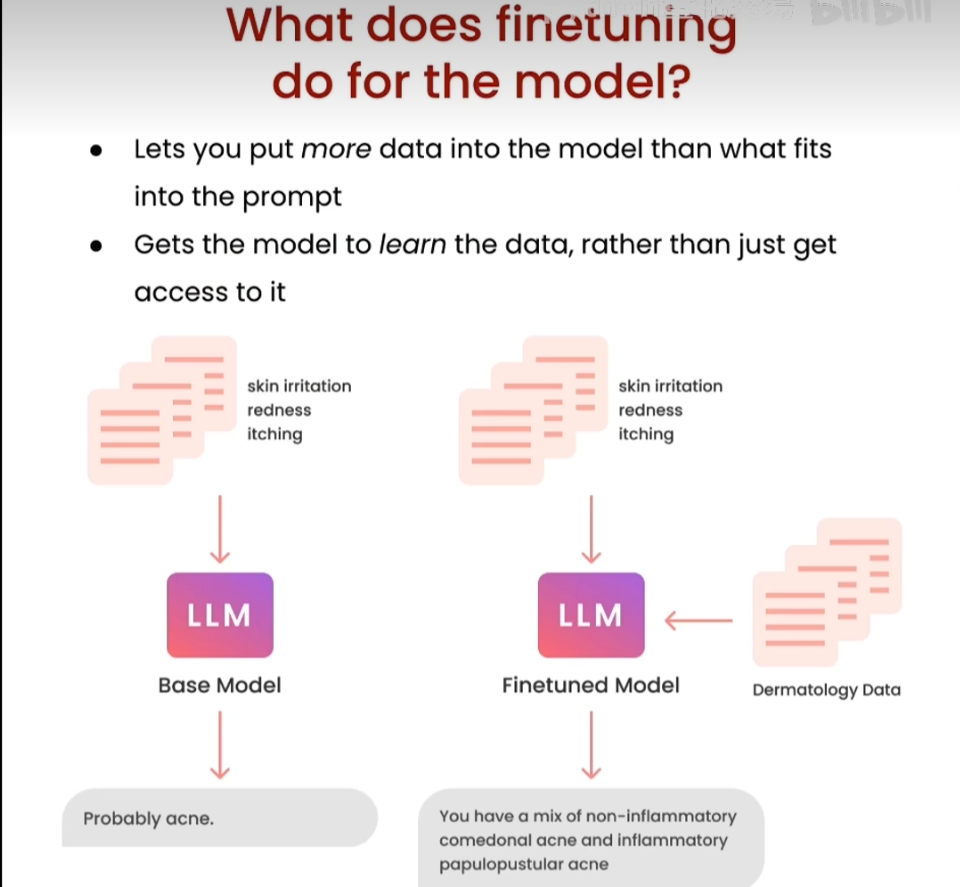 What does finetuning
do for the model?
● Lets you put more data into the model than what fits
into the prompt
● Gets the model to learn the data, rather than just get
access to it
skin irritation
redness
itching
skin irritation
redness
itching
LLM
LLM
Base Model
Finetuned Model
Dermatology Data
Probably acne.
You have a mix of non-inflammatory
comedonal acne and inflammatory
papulopustular acne